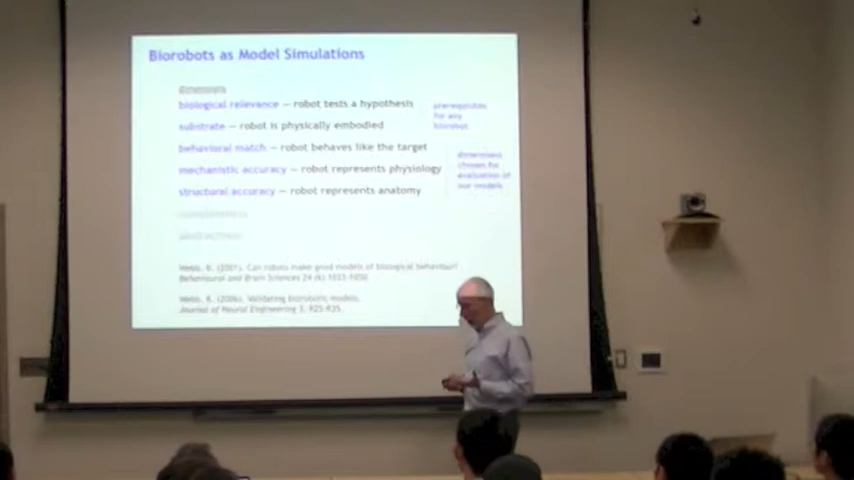 Biorobots as Model Simulations
dimensions
biological relevance — robot tests a hypothesis
substrate — robot is physically embodied
prerequisites
for any
biorobot
behavioral match — robot behaves like the target
mechanistic accuracy — robot represents physiology
structural accuracy — robot represents anatomy
dimensions
chosen for
evaluation of
our models
Webb, B. (2001). Can robots make good models of biological behaviour?
Behavioural and Brain Sciences 24 (6) 1033-1050.
Webb, B. (2006). Validating biorobotic models.
Journal of Neural Engineering 3, R25-R35.